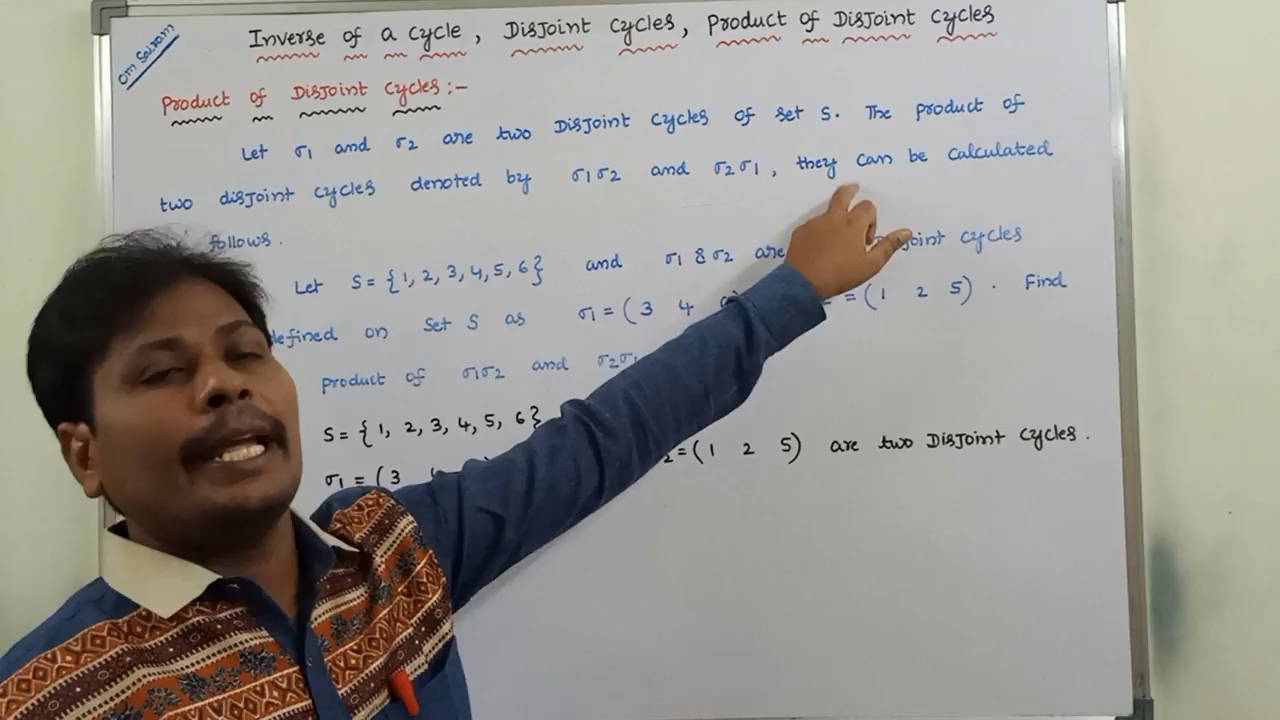 Om Sairam
Inverse of a cycle, Disjoint cycles, Product of Disjoint cycles
Product of Disjoint cycles :-
Let σ1 and σ2 are two Disjoint cycles of set S. The product of
two disjoint cycles denoted by σ1σ2 and σ2σ1, they can be calculated
follows.
Let S = {1, 2, 3, 4, 5, 6} and σ1 & σ2 are cycles
defined on set S as σ1 = (3 4 = (1 2 5). Find
product of σ1σ2 and σ2σ1
S = {1, 2, 3, 4, 5, 6}
σ1 = (3 2 = (1 2 5) are two Disjoint cycles.